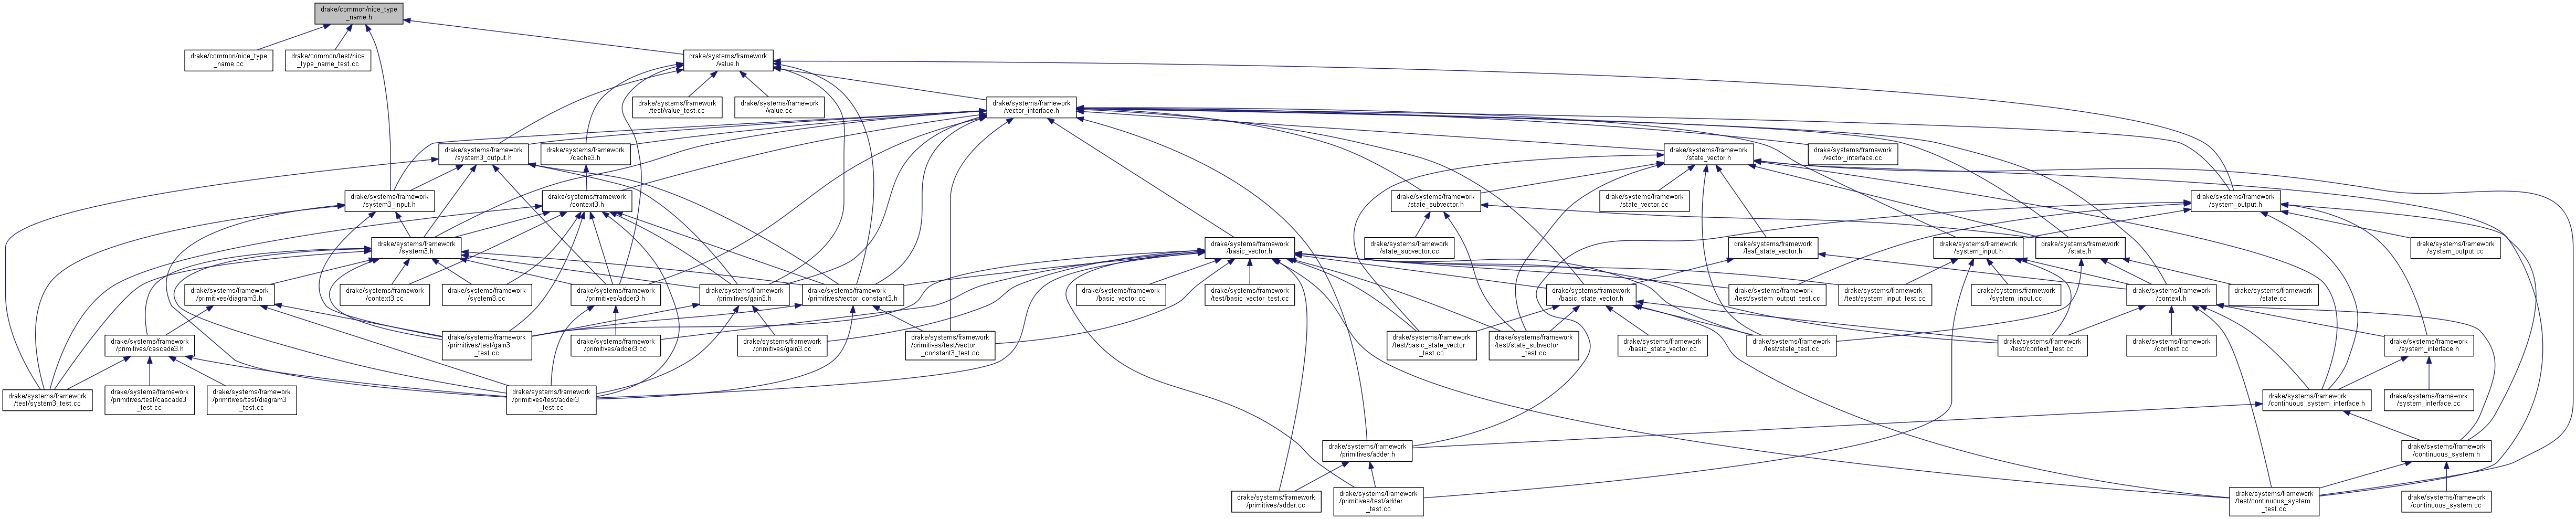 drake/common/nice_type
_name.h
drake/common/nice_type
_name.cc
drake/common/test/nice
_type_name_test.cc
drake/systems/framework
/value.h
drake/systems/framework
/test/value_test.cc
drake/systems/framework
/value.cc
drake/systems/framework
/vector_interface.h
drake/systems/framework
/system3_output.h
drake/systems/framework
/cache3.h
drake/systems/framework
/state_vector.h
drake/systems/framework
/vector_interface.cc
drake/systems/framework
/system3_input.h
drake/systems/framework
/context3.h
drake/systems/framework
/state_subvector.h
drake/systems/framework
/state_vector.cc
drake/systems/framework
/system_output.h
drake/systems/framework
/system3.h
drake/systems/framework
/basic_vector.h
drake/systems/framework
/state_subvector.cc
drake/systems/framework
/leaf_state_vector.h
drake/systems/framework
/system_input.h
drake/systems/framework
/state.h
drake/systems/framework
/system_output.cc
drake/systems/framework
/primitives/diagram3.h
drake/systems/framework
/context3.cc
drake/systems/framework
/system3.cc
drake/systems/framework
/primitives/adder3.h
drake/systems/framework
/primitives/gain3.h
drake/systems/framework
/primitives/vector_constant3.h
drake/systems/framework
/basic_vector.cc
drake/systems/framework
/test/basic_vector_test.cc
drake/systems/framework
/basic_state_vector.h
drake/systems/framework
/test/system_output_test.cc
drake/systems/framework
/test/system_input_test.cc
drake/systems/framework
/system_input.cc
drake/systems/framework
/context.h
drake/systems/framework
/state.cc
drake/systems/framework
/primitives/cascade3.h
drake/systems/framework
/primitives/test/gain3
_test.cc
drake/systems/framework
/primitives/adder3.cc
drake/systems/framework
/primitives/gain3.cc
drake/systems/framework
/primitives/test/vector
_constant3_test.cc
drake/systems/framework
/test/basic_state_vector
_test.cc
drake/systems/framework
/test/state_subvector
_test.cc
drake/systems/framework
/basic_state_vector.cc
drake/systems/framework
/test/state_test.cc
drake/systems/framework
/test/context_test.cc
drake/systems/framework
/context.cc
drake/systems/framework
/system_interface.h
drake/systems/framework
/test/system3_test.cc
drake/systems/framework
/primitives/test/cascade3
_test.cc
drake/systems/framework
/primitives/test/diagram3
_test.cc
drake/systems/framework
/primitives/test/adder3
_test.cc
drake/systems/framework
/continuous_system_interface.h
drake/systems/framework
/system_interface.cc
drake/systems/framework
/primitives/adder.h
drake/systems/framework
/continuous_system.h
drake/systems/framework
/primitives/adder.cc
drake/systems/framework
/primitives/test/adder
_test.cc
drake/systems/framework
/test/continuous_system
_test.cc
drake/systems/framework
/continuous_system.cc